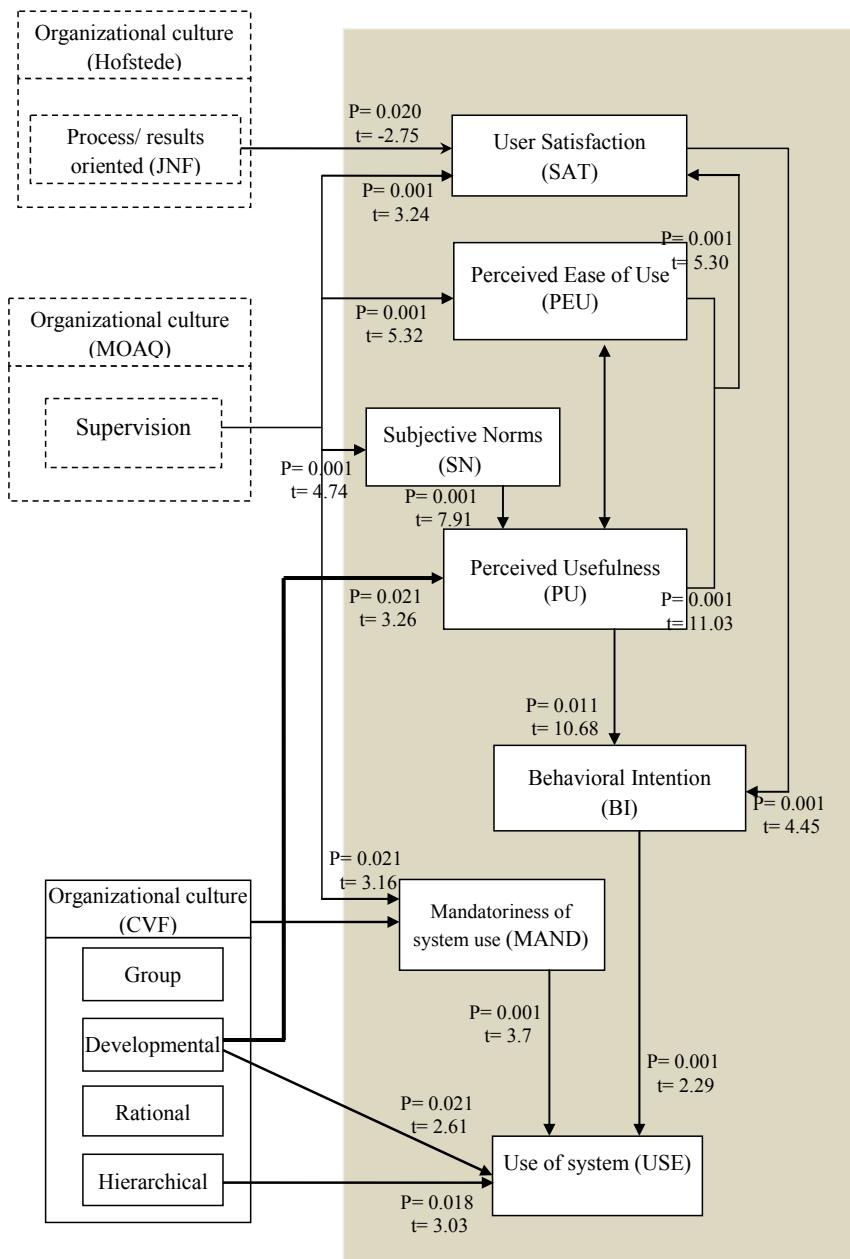 Organizational culture
(Hofstede)
Process/ results
oriented (JNF)
P= 0.020
t= -2.75
User Satisfaction
(SAT)
P= 0.001
t= 3.24
P= 0.001
t= 5.30
Perceived Ease of Use
(PEU)
P= 0.001
t= 5.32
Organizational culture
(MOAQ)
Supervision
Subjective Norms
(SN)
P= 0.001
t= 4.74
P= 0.001
t= 7.91
Perceived Usefulness
(PU)
P= 0.021
t= 3.26
P= 0.001
t= 11.03
P= 0.011
t= 10.68
Behavioral Intention
(BI)
P= 0.001
t= 4.45
P= 0.021
t= 3.16
Organizational culture
(CVF)
Mandatoriness of
system use (MAND)
Group
Developmental
Rational
Hierarchical
P= 0.001
t= 3.7
P= 0.001
t= 2.29
P= 0.021
t= 2.61
Use of system (USE)
P= 0.018
t= 3.03